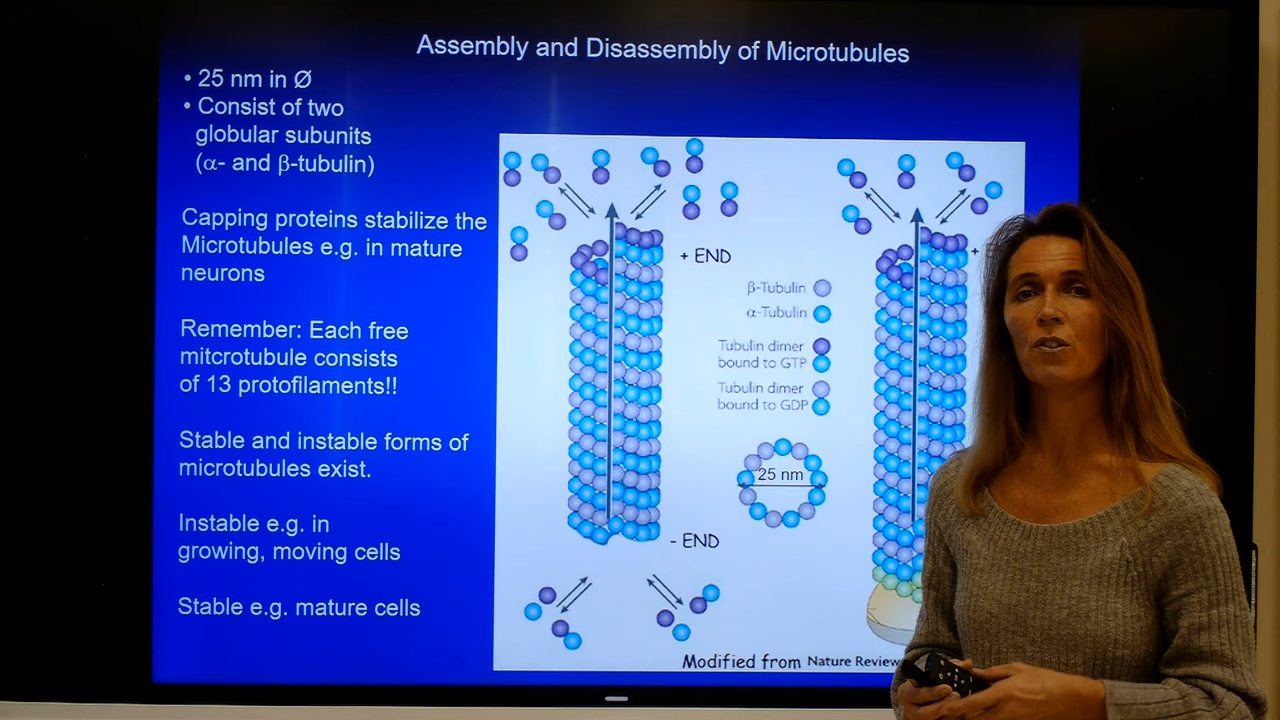 Assembly and Disassembly of Microtubules
• 25 nm in Ø
• Consist of two
globular subunits
(α- and β-tubulin)
Capping proteins stabilize the
Microtubules e.g. in mature
neurons
Remember: Each free
mitcrotubule consists
of 13 protofilaments!!
Stable and instable forms of
microtubules exist.
Instable e.g. in
growing, moving cells
Stable e.g. mature cells
+ END
β-Tubulin
α-Tubulin
Tubulin dimer
bound to GTP
Tubulin dimer
bound to GDP
25 nm
- END
+
Modified from Nature Review